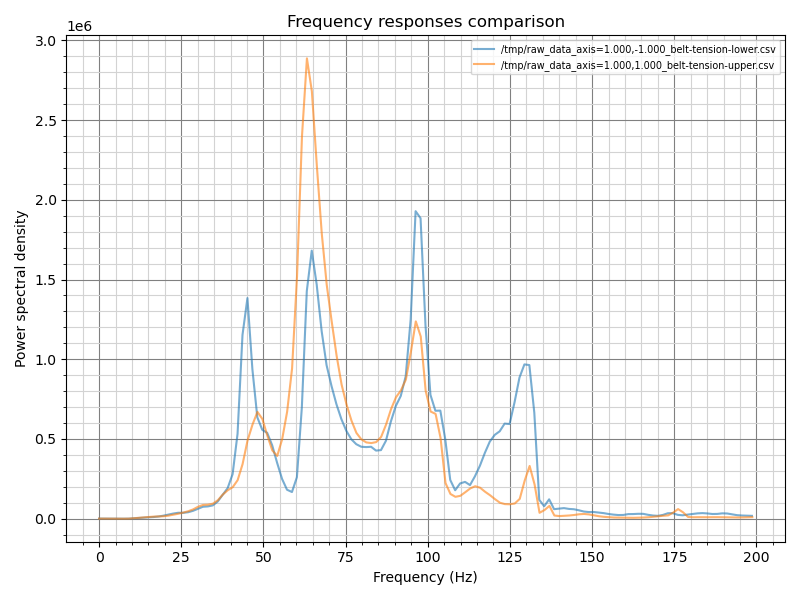 Frequency responses comparison
1e6
/tmp/raw_data_axis=1.000,-1.000_belt-tension-lower.csv
/tmp/raw_data_axis=1.000,1.000_belt-tension-upper.csv
3.0
2.5
2.0
1.5
1.0
0.5
0.0
Power spectral density
0 25 50 75 100 125 150 175 200
Frequency (Hz)